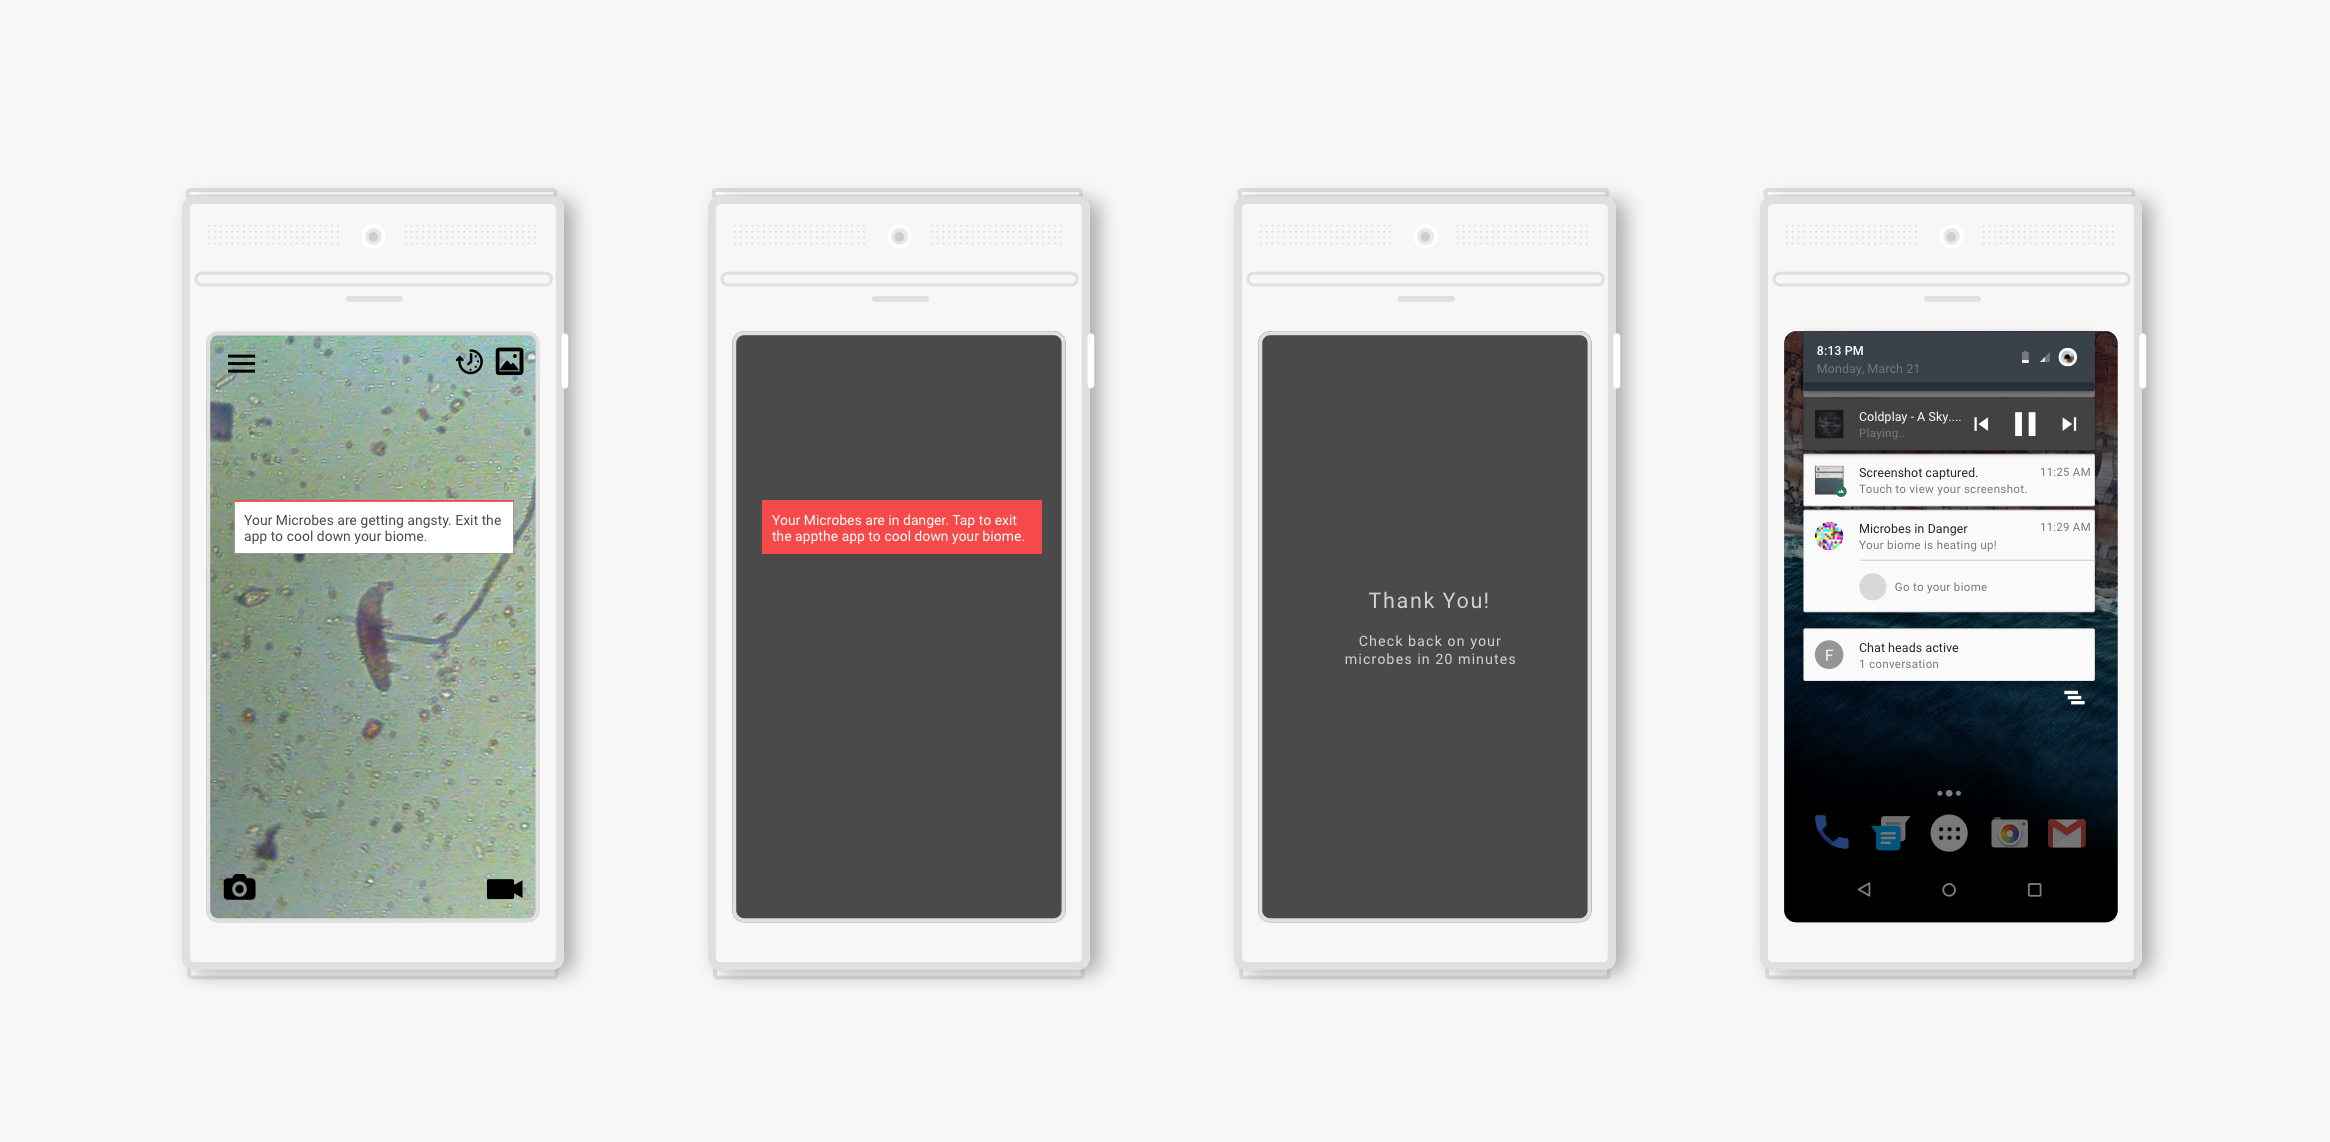 Your Microbes are getting angsty. Exit the
app to cool down your biome.
Your Microbes are in danger. Tap to exit
the appthe app to cool down your biome.
Thank You!
Check back on your
microbes in 20 minutes
8:13 PM
Monday, March 21
Coldplay - A Sky....
Playing..
Screenshot captured.
11:25 AM
Touch to view your screenshot.
Microbes in Danger
11:29 AM
Your biome is heating up!
Go to your biome
F
Chat heads active
1 conversation